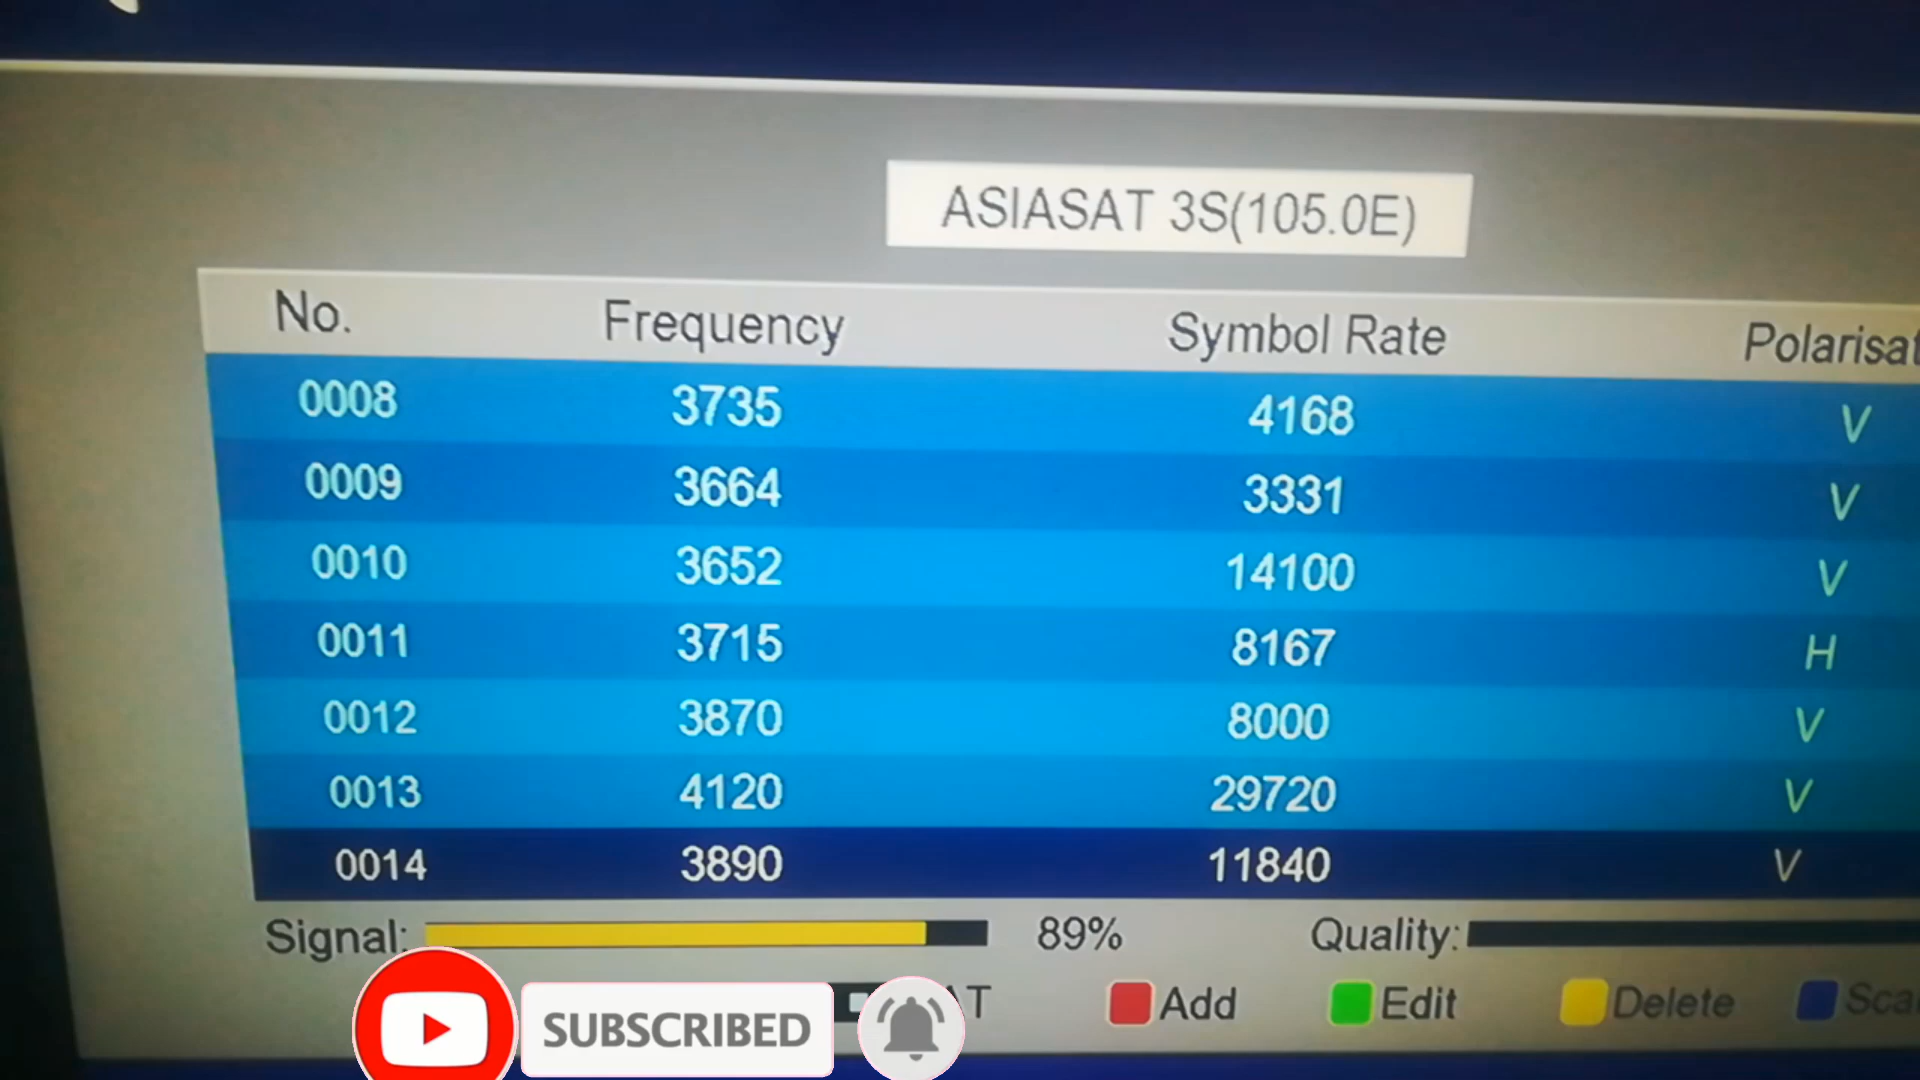 ASIASAT 3S(105.0E)
No. Frequency Symbol Rate
0008 3735 4168 V
0009 3664 3331 V
0010 3652 14100 V
0011 3715 8167 H
0012 3870 8000 V
0013 4120 29720 V
0014 3890 11840 V
Signal: 89% Quality:
Add Edit Delete
SUBSCRIBED